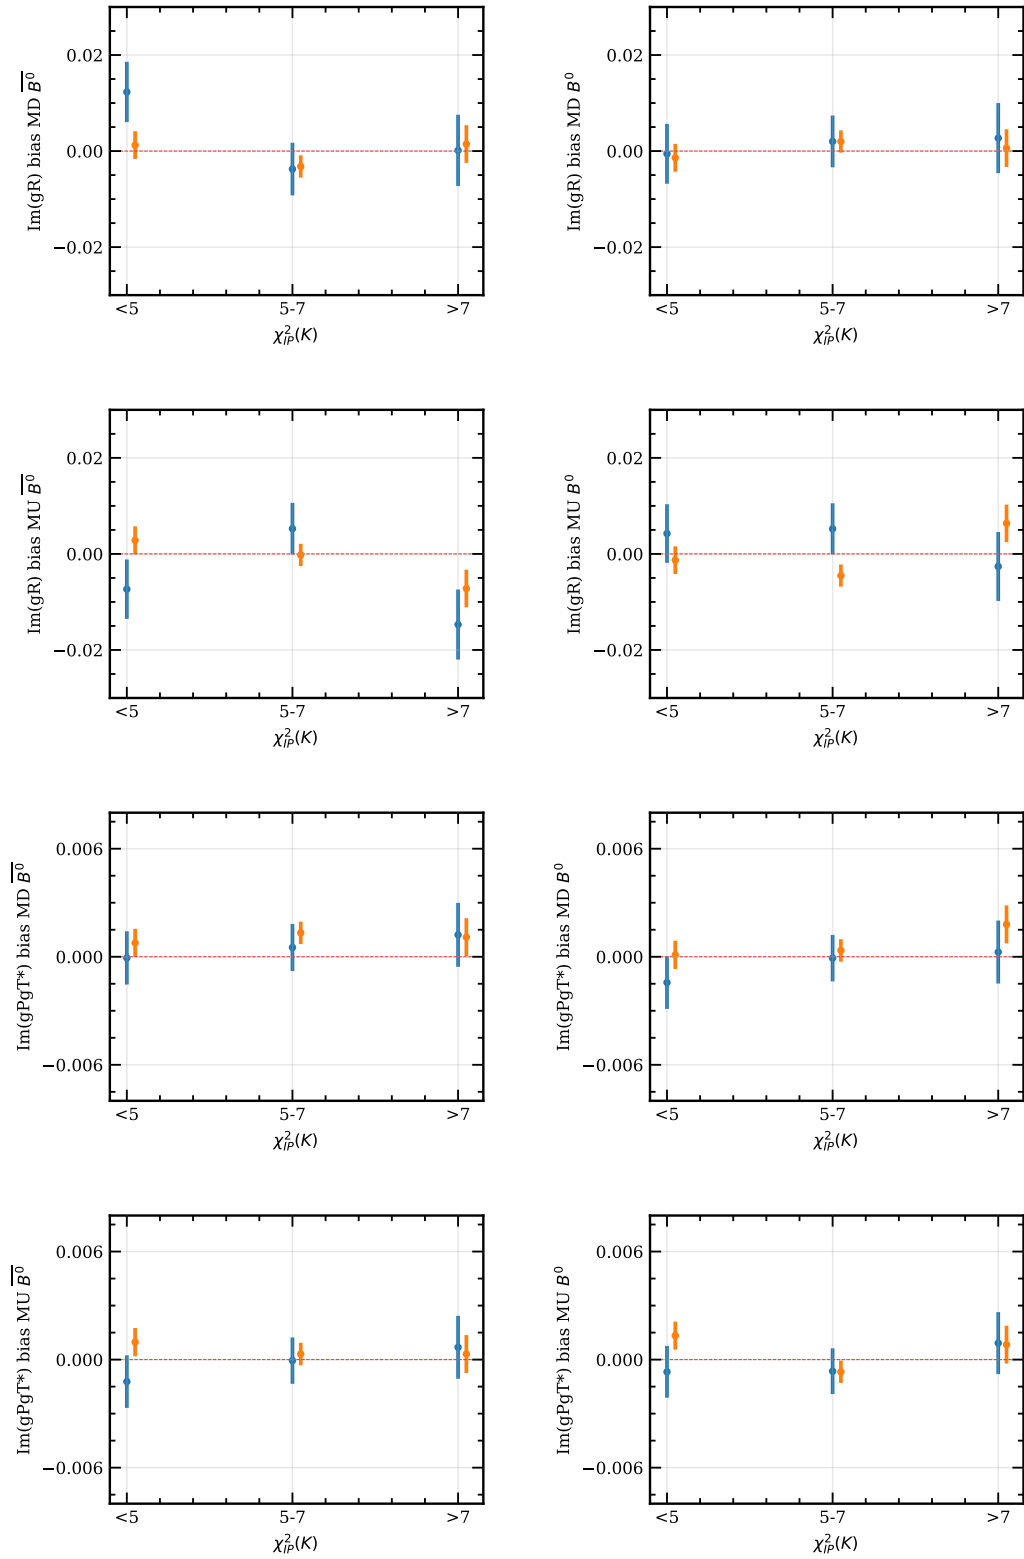 Im(gR) bias MD B̅⁰
0.02
0.00
−0.02
<5 5-7 >7
χ²_IP(K)
Im(gR) bias MD B⁰
0.02
0.00
−0.02
<5 5-7 >7
χ²_IP(K)
Im(gR) bias MU B̅⁰
0.02
0.00
−0.02
<5 5-7 >7
χ²_IP(K)
Im(gR) bias MU B⁰
0.02
0.00
−0.02
<5 5-7 >7
χ²_IP(K)
Im(gPgT*) bias MD B̅⁰
0.006
0.000
−0.006
<5 5-7 >7
χ²_IP(K)
Im(gPgT*) bias MD B⁰
0.006
0.000
−0.006
<5 5-7 >7
χ²_IP(K)
Im(gPgT*) bias MU B̅⁰
0.006
0.000
−0.006
<5 5-7 >7
χ²_IP(K)
Im(gPgT*) bias MU B⁰
0.006
0.000
−0.006
<5 5-7 >7
χ²_IP(K)